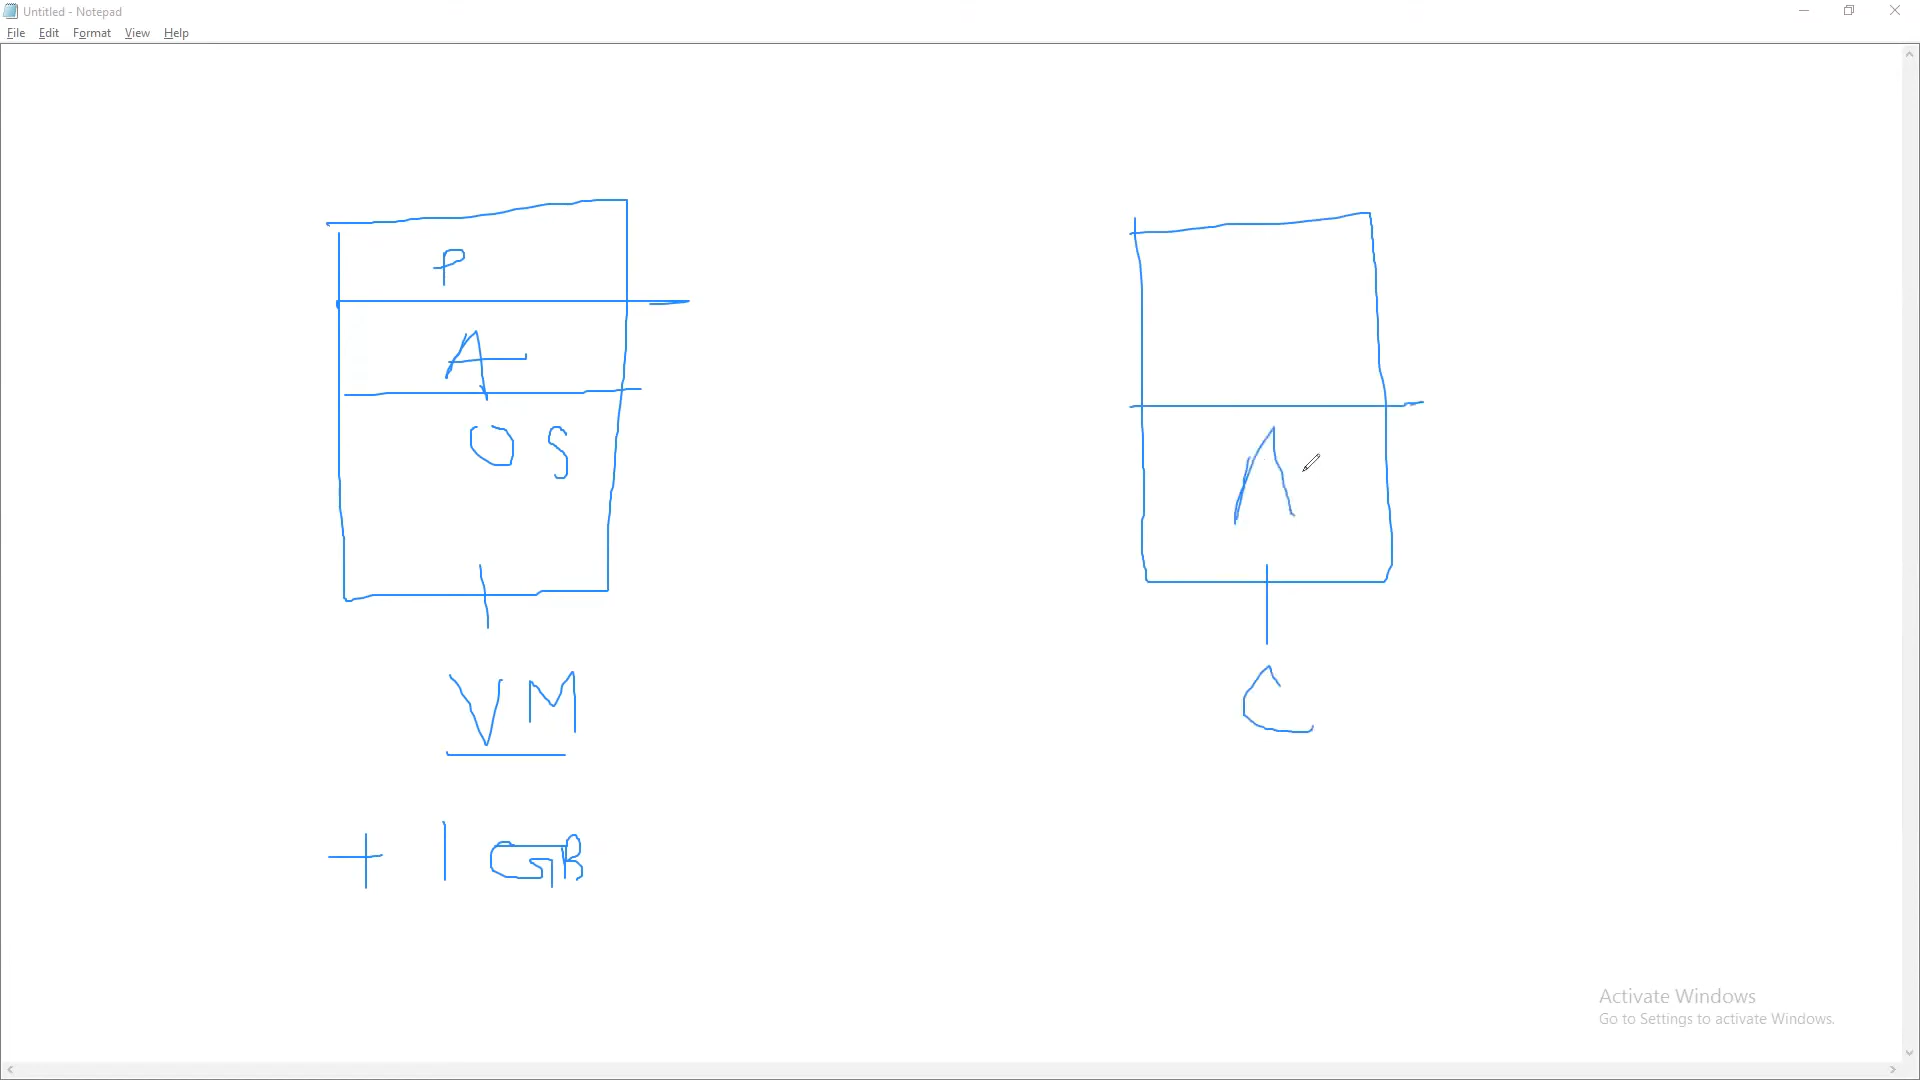 Untitled - Notepad
File Edit Format View Help
P
A
OS
VM
+ 1 GB
A
C
Activate Windows
Go to Settings to activate Windows.